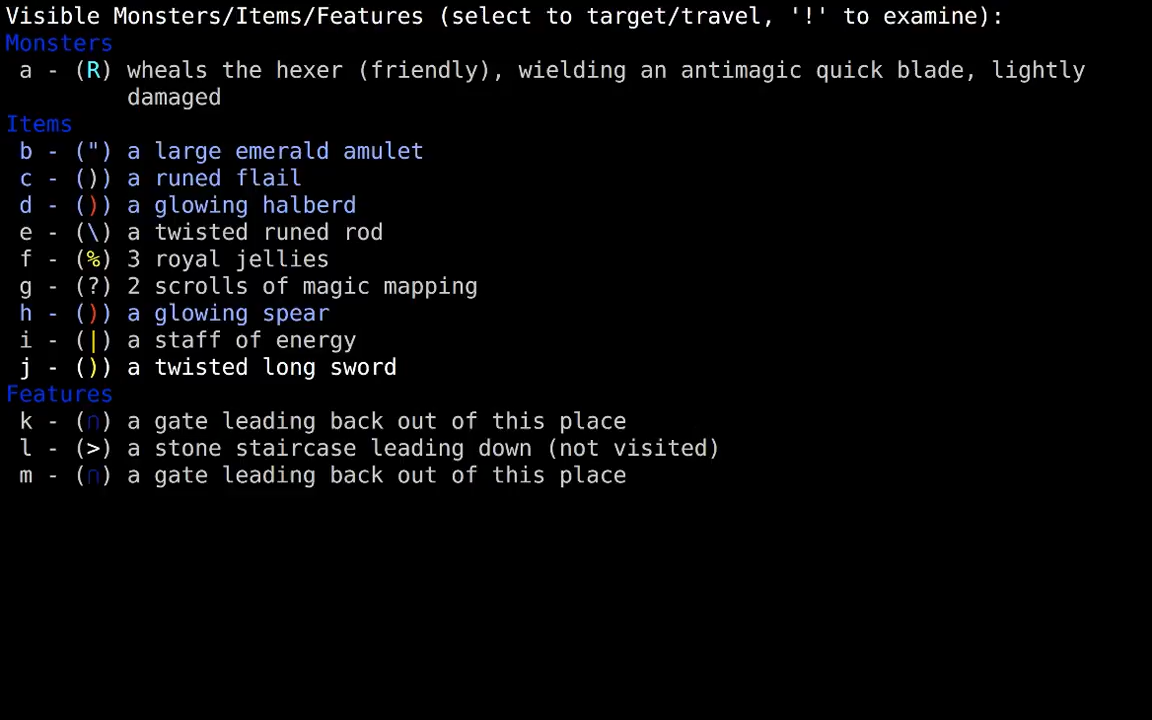 Visible Monsters/Items/Features (select to target/travel, '!' to examine):
Monsters
a - (R) wheals the hexer (friendly), wielding an antimagic quick blade, lightly
damaged
Items
b - (") a large emerald amulet
c - ()) a runed flail
d - ()) a glowing halberd
e - (\) a twisted runed rod
f - (%) 3 royal jellies
g - (?) 2 scrolls of magic mapping
h - ()) a glowing spear
i - (|) a staff of energy
j - ()) a twisted long sword
Features
k - (∩) a gate leading back out of this place
l - (>) a stone staircase leading down (not visited)
m - (∩) a gate leading back out of this place